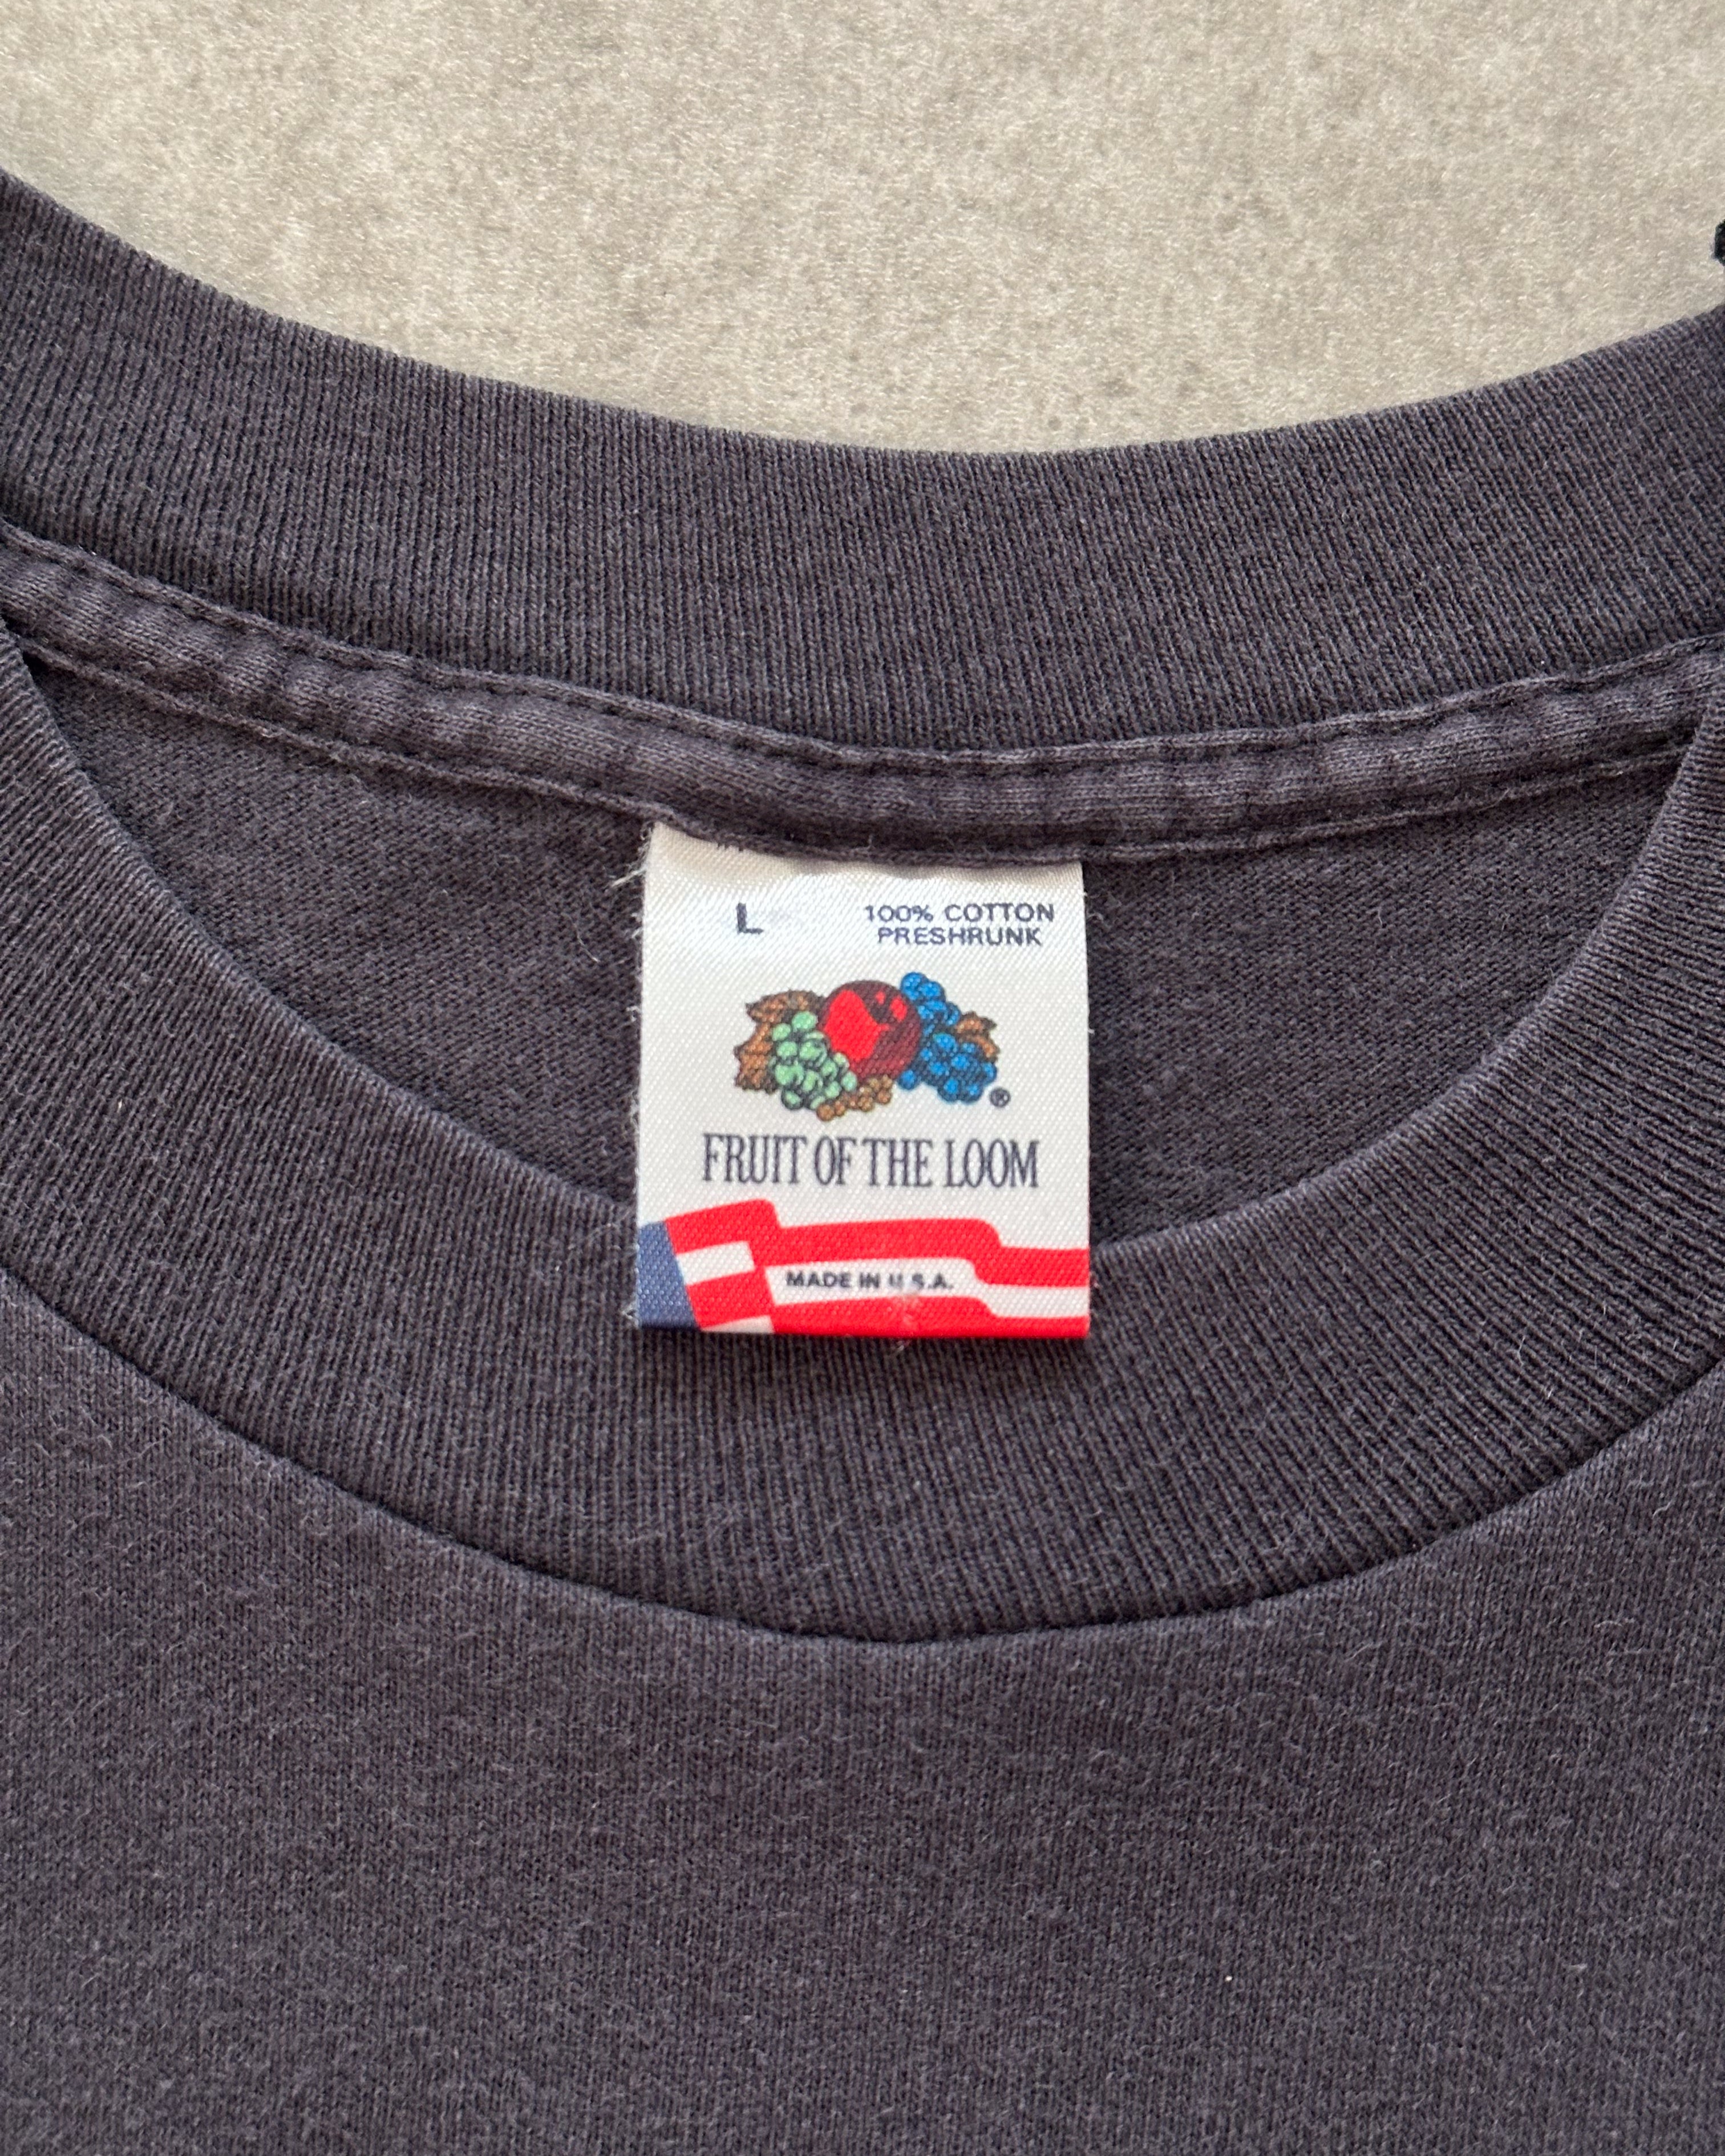 L
100% COTTON
PRESHRUNK
®
FRUIT OF THE LOOM
MADE IN U.S.A.